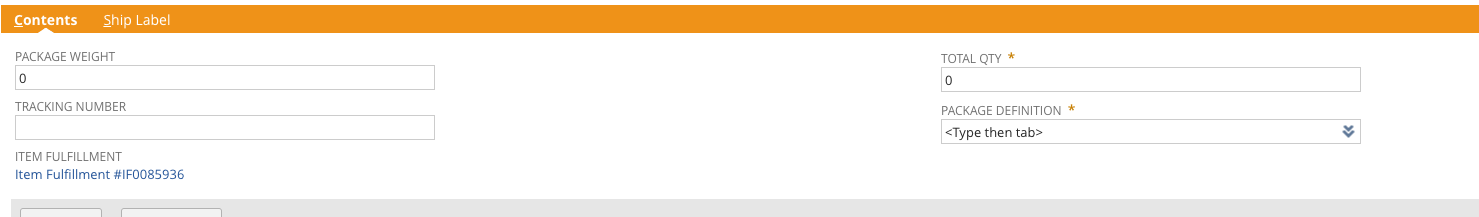 Contents Ship Label
PACKAGE WEIGHT
0
TRACKING NUMBER
ITEM FULFILLMENT
Item Fulfillment #IF0085936
TOTAL QTY *
0
PACKAGE DEFINITION *
<Type then tab>